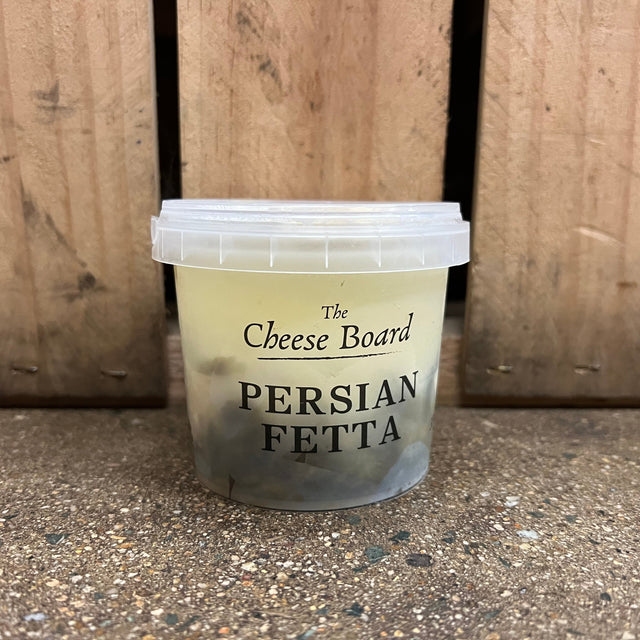 The
Cheese Board
PERSIAN
FETTA